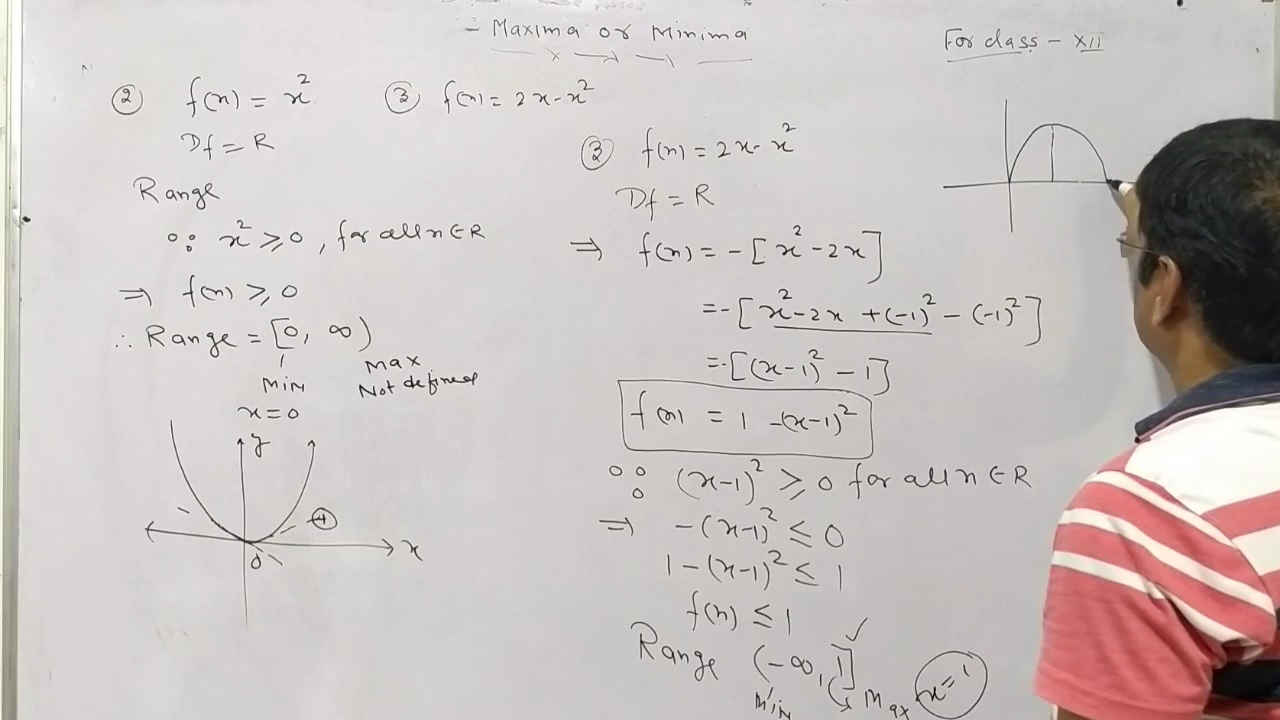 - Maxima or Minima
For class - XII
② f(x) = x²
③ f(x) = 2x - x²
Df = R
Range
∵ x² ≥ 0, for all x ∈ R
⇒ f(x) ≥ 0
∴ Range = [0, ∞)
Min
x = 0
Max
Not defined
y
x
0
③ f(x) = 2x - x²
Df = R
⇒ f(x) = -[x² - 2x]
= -[x² - 2x + (-1)² - (-1)²]
= -[(x-1)² - 1]
f(x) = 1 - (x-1)²
∵ (x-1)² ≥ 0 for all x ∈ R
⇒ -(x-1)² ≤ 0
1 - (x-1)² ≤ 1
f(x) ≤ 1
Range (-∞, 1] ✓
Min
Max x = 1